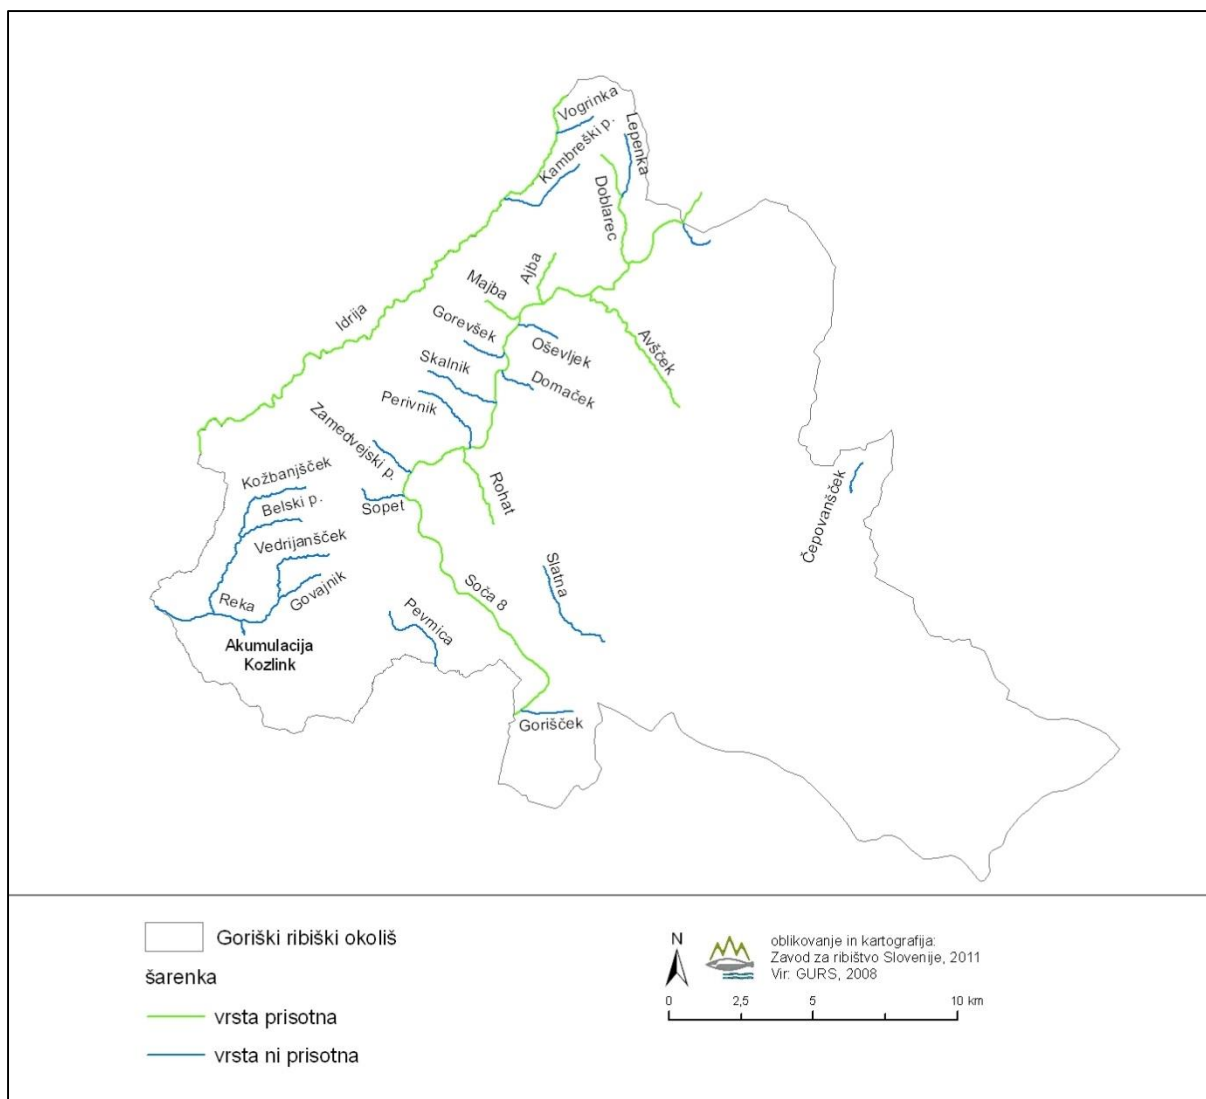 Vogrinka
Kambreški p.
Lepenka
Doblarec
Ajba
Majba
Idrija
Gorevšek
Oševljek
Avšček
Skalnik
Domaček
Perivnik
Zamedvejski p.
Kožbanjšček
Rohat
Belski p.
Sopet
Čepovanšček
Vedrijanšček
Slatna
Soča 8
Govajnik
Reka
Pevrnica
Akumulacija
Kozlink
Gorišček
Goriški ribiški okoliš
šarenka
vrsta prisotna
vrsta ni prisotna
N
oblikovanje in kartografija:
Zavod za ribištvo Slovenije, 2011
Vir: GURS, 2008
0 2,5 5 10 km